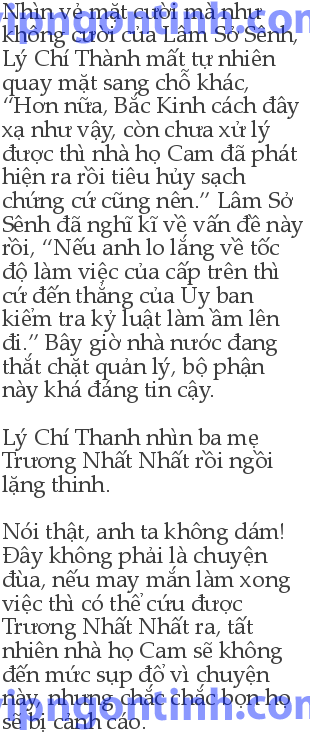 Nhìn vẻ mặt cười mà như
không cười của Lâm Sở Sênh,
Lý Chí Thành mất tự nhiên
quay mặt sang chỗ khác,
“Hơn nữa, Bắc Kinh cách đây
xạ như vậy, còn chưa xử lý
được thì nhà họ Cam đã phát
hiện ra rồi tiêu hủy sạch
chứng cứ cũng nên.” Lâm Sở
Sênh đã nghĩ kĩ về vấn đề này
rồi, “Nếu anh lo lắng về tốc
độ làm việc của cấp trên thì
cứ đến thẳng của Ủy ban
kiểm tra kỷ luật làm ầm lên
đi.” Bây giờ nhà nước đang
thắt chặt quản lý, bộ phận
này khá đáng tin cậy.
Lý Chí Thanh nhìn ba mẹ
Trương Nhất Nhất rồi ngồi
lặng thinh.
Nói thật, anh ta không dám!
Đây không phải là chuyện
đùa, nếu may mắn làm xong
việc thì có thể cứu được
Trương Nhất Nhất ra, tất
nhiên nhà họ Cam sẽ không
đến mức sụp đổ vì chuyện
này, nhưng chắc chắc bọn họ
sẽ bị cảnh cáo.
vipngontinh.com
vipngontinh.com